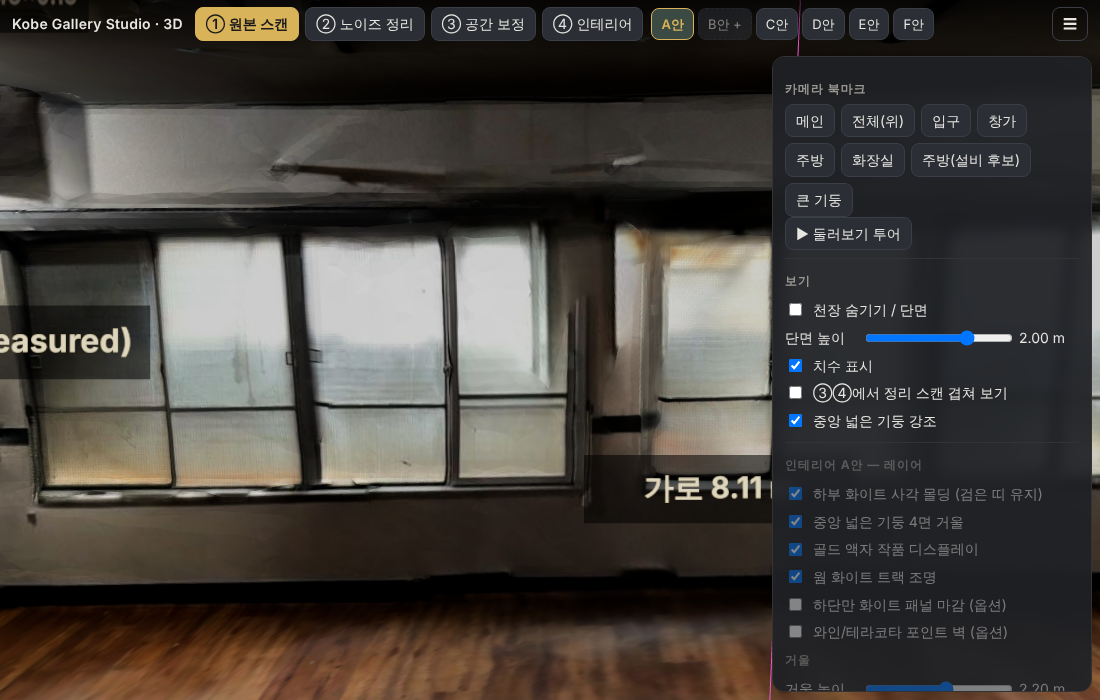 Kobe Gallery Studio · 3D ① 원본 스캔 ② 노이즈 정리 ③ 공간 보정 ④ 인테리어 A안 B안 + C안 D안 E안 F안 ☰
카메라 북마크
메인 전체(위) 입구 창가
주방 화장실 주방(설비 후보)
큰 기둥
▶ 둘러보기 투어
보기
천장 숨기기 / 단면
단면 높이 2.00 m
치수 표시
③④에서 정리 스캔 겹쳐 보기
중앙 넓은 기둥 강조
인테리어 A안 — 레이어
하부 화이트 사각 몰딩 (검은 띠 유지)
중앙 넓은 기둥 4면 거울
골드 액자 작품 디스플레이
웜 화이트 트랙 조명
하단만 화이트 패널 마감 (옵션)
와인/테라코타 포인트 벽 (옵션)
거울
거울 높이 2.20 m
easured)
가로 8.11